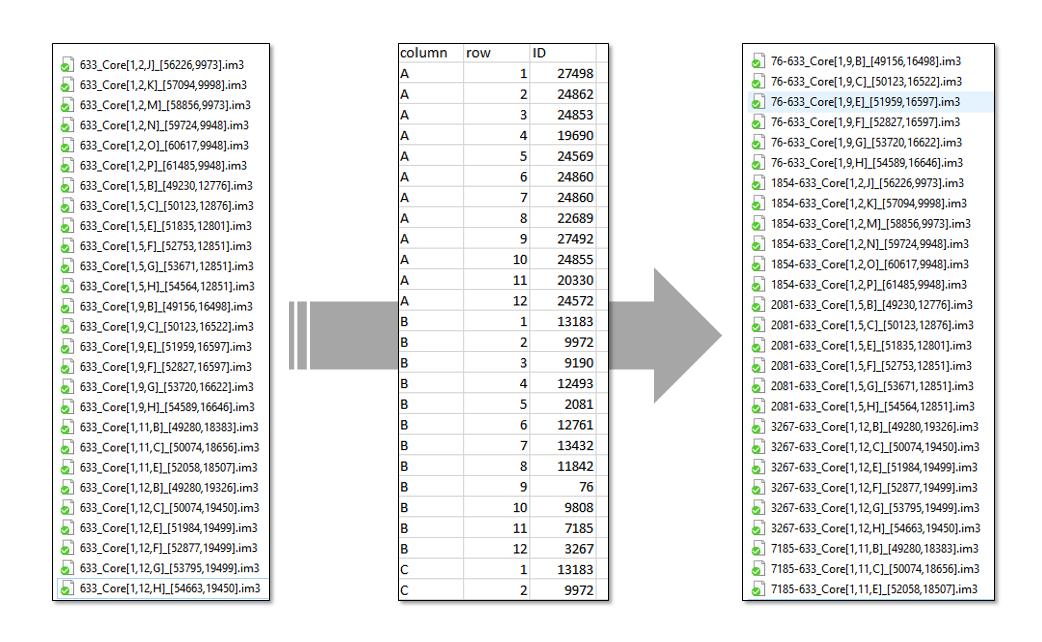 633_Core[1,2,J]_[56226,9973].im3
633_Core[1,2,K]_[57094,9998].im3
633_Core[1,2,M]_[58856,9973].im3
633_Core[1,2,N]_[59724,9948].im3
633_Core[1,2,O]_[60617,9948].im3
633_Core[1,2,P]_[61485,9948].im3
633_Core[1,5,B]_[49230,12776].im3
633_Core[1,5,C]_[50123,12876].im3
633_Core[1,5,E]_[51835,12801].im3
633_Core[1,5,F]_[52753,12851].im3
633_Core[1,5,G]_[53671,12851].im3
633_Core[1,5,H]_[54564,12851].im3
633_Core[1,9,B]_[49156,16498].im3
633_Core[1,9,C]_[50123,16522].im3
633_Core[1,9,E]_[51959,16597].im3
633_Core[1,9,F]_[52827,16597].im3
633_Core[1,9,G]_[53720,16622].im3
633_Core[1,9,H]_[54589,16646].im3
633_Core[1,11,B]_[49280,18383].im3
633_Core[1,11,C]_[50074,18656].im3
633_Core[1,11,E]_[52058,18507].im3
633_Core[1,12,B]_[49280,19326].im3
633_Core[1,12,C]_[50074,19450].im3
633_Core[1,12,E]_[51984,19499].im3
633_Core[1,12,F]_[52877,19499].im3
633_Core[1,12,G]_[53795,19499].im3
633_Core[1,12,H]_[54663,19450].im3
column row ID
A 1 27498
A 2 24862
A 3 24853
A 4 19690
A 5 24569
A 6 24860
A 7 24860
A 8 22689
A 9 27492
A 10 24855
A 11 20330
A 12 24572
B 1 13183
B 2 9972
B 3 9190
B 4 12493
B 5 2081
B 6 12761
B 7 13432
B 8 11842
B 9 76
B 10 9808
B 11 7185
B 12 3267
C 1 13183
C 2 9972
76-633_Core[1,9,B]_[49156,16498].im3
76-633_Core[1,9,C]_[50123,16522].im3
76-633_Core[1,9,E]_[51959,16597].im3
76-633_Core[1,9,F]_[52827,16597].im3
76-633_Core[1,9,G]_[53720,16622].im3
76-633_Core[1,9,H]_[54589,16646].im3
1854-633_Core[1,2,J]_[56226,9973].im3
1854-633_Core[1,2,K]_[57094,9998].im3
1854-633_Core[1,2,M]_[58856,9973].im3
1854-633_Core[1,2,N]_[59724,9948].im3
1854-633_Core[1,2,O]_[60617,9948].im3
1854-633_Core[1,2,P]_[61485,9948].im3
2081-633_Core[1,5,B]_[49230,12776].im3
2081-633_Core[1,5,C]_[50123,12876].im3
2081-633_Core[1,5,E]_[51835,12801].im3
2081-633_Core[1,5,F]_[52753,12851].im3
2081-633_Core[1,5,G]_[53671,12851].im3
2081-633_Core[1,5,H]_[54564,12851].im3
3267-633_Core[1,12,B]_[49280,19326].im3
3267-633_Core[1,12,C]_[50074,19450].im3
3267-633_Core[1,12,E]_[51984,19499].im3
3267-633_Core[1,12,F]_[52877,19499].im3
3267-633_Core[1,12,G]_[53795,19499].im3
3267-633_Core[1,12,H]_[54663,19450].im3
7185-633_Core[1,11,B]_[49280,18383].im3
7185-633_Core[1,11,C]_[50074,18656].im3
7185-633_Core[1,11,E]_[52058,18507].im3